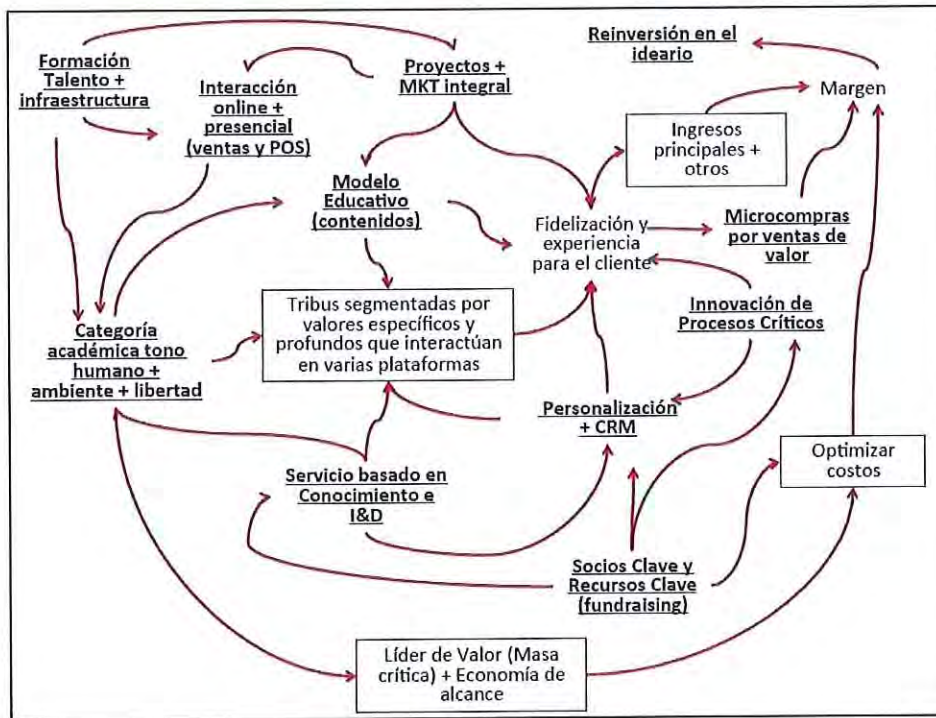 Formación
Talento +
infraestructura
Interacción
online +
presencial
(ventas y POS)
Proyectos +
MKT integral
Reinversión en el
ideario
Margen
Ingresos
principales +
otros
Modelo
Educativo
(contenidos)
Fidelización y
experiencia
para el cliente
Microcompras
por ventas de
valor
Categoría
académica tono
humano +
ambiente + libertad
Tribus segmentadas por
valores específicos y
profundos que interactúan
en varias plataformas
Innovación de
Procesos Críticos
Personalización
+ CRM
Optimizar
costos
Servicio basado en
Conocimiento e
I&D
Socios Clave y
Recursos Clave
(fundraising)
Líder de Valor (Masa
crítica) + Economía de
alcance